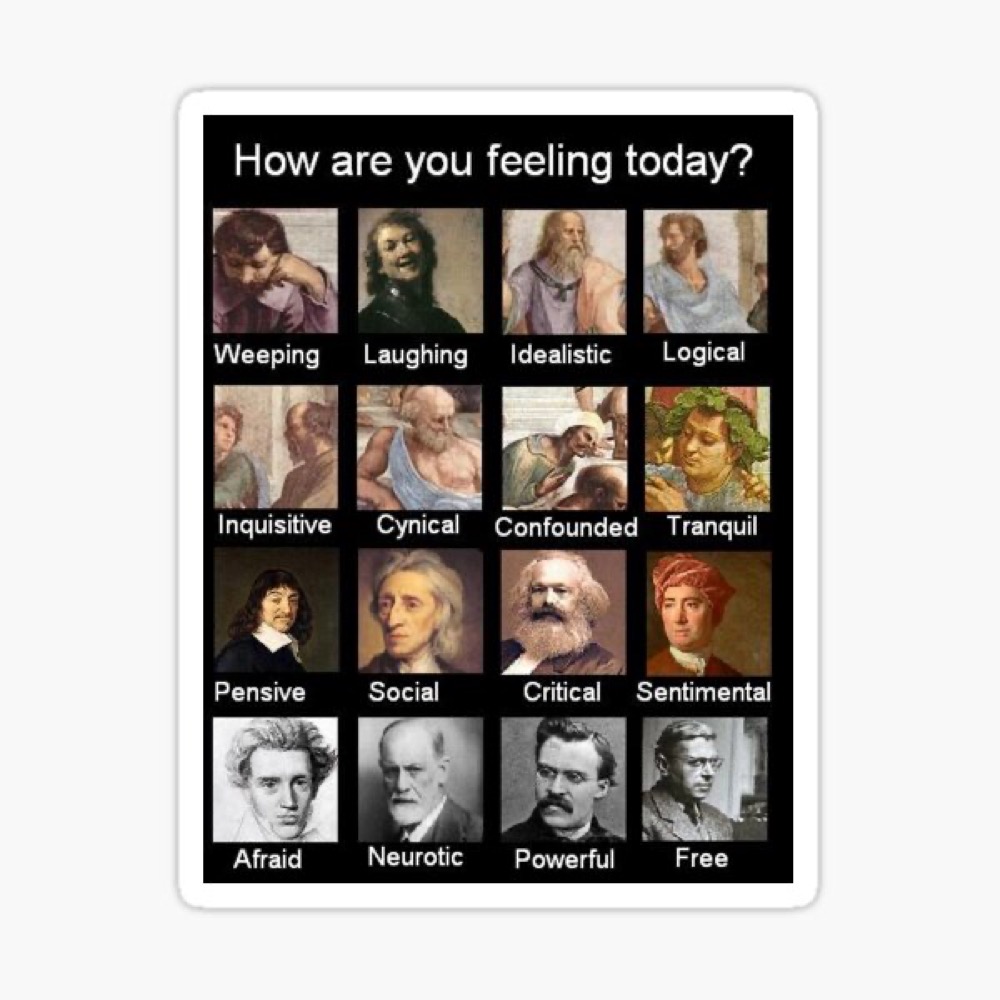 How are you feeling today?
Weeping Laughing Idealistic Logical
Inquisitive Cynical Confounded Tranquil
Pensive Social Critical Sentimental
Afraid Neurotic Powerful Free